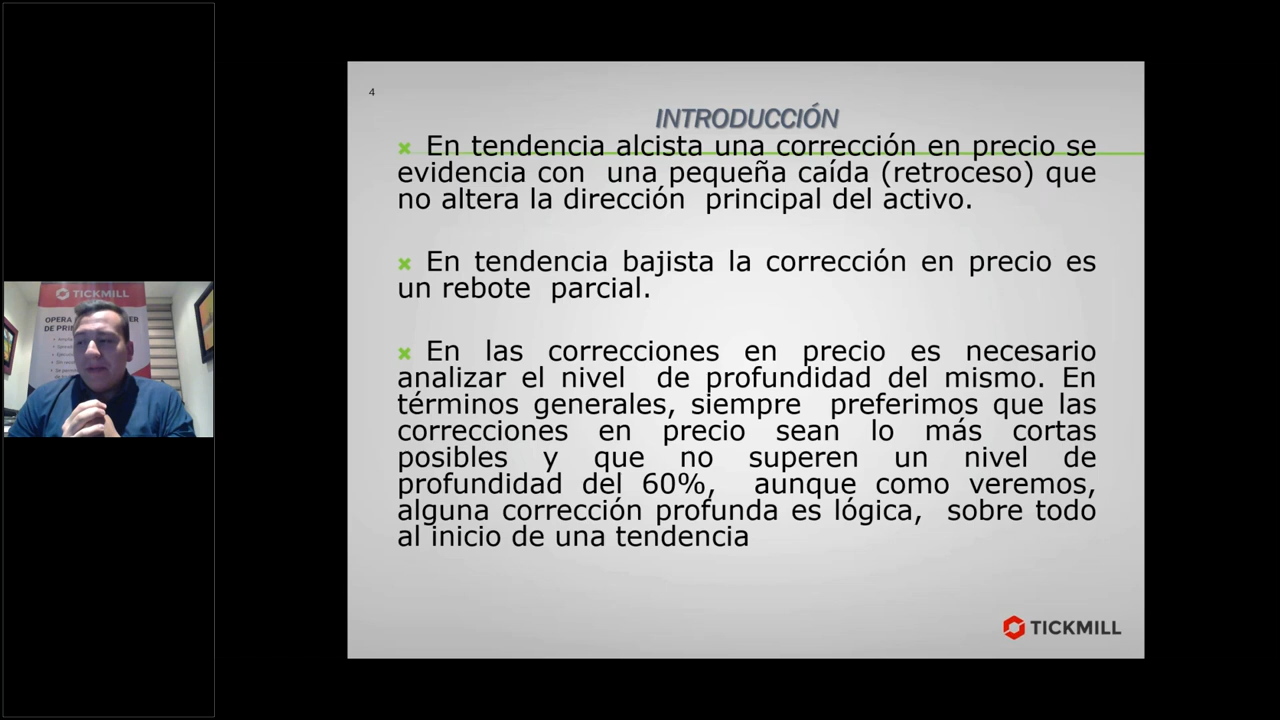 4
INTRODUCCIÓN
En tendencia alcista una corrección en precio se
evidencia con una pequeña caída (retroceso) que
no altera la dirección principal del activo.
En tendencia bajista la corrección en precio es
un rebote parcial.
En las correcciones en precio es necesario
analizar el nivel de profundidad del mismo. En
términos generales, siempre preferimos que las
correcciones en precio sean lo más cortas
posibles y que no superen un nivel de
profundidad del 60%, aunque como veremos,
alguna corrección profunda es lógica, sobre todo
al inicio de una tendencia
TICKMILL
TICKMILL
OPERA
DE